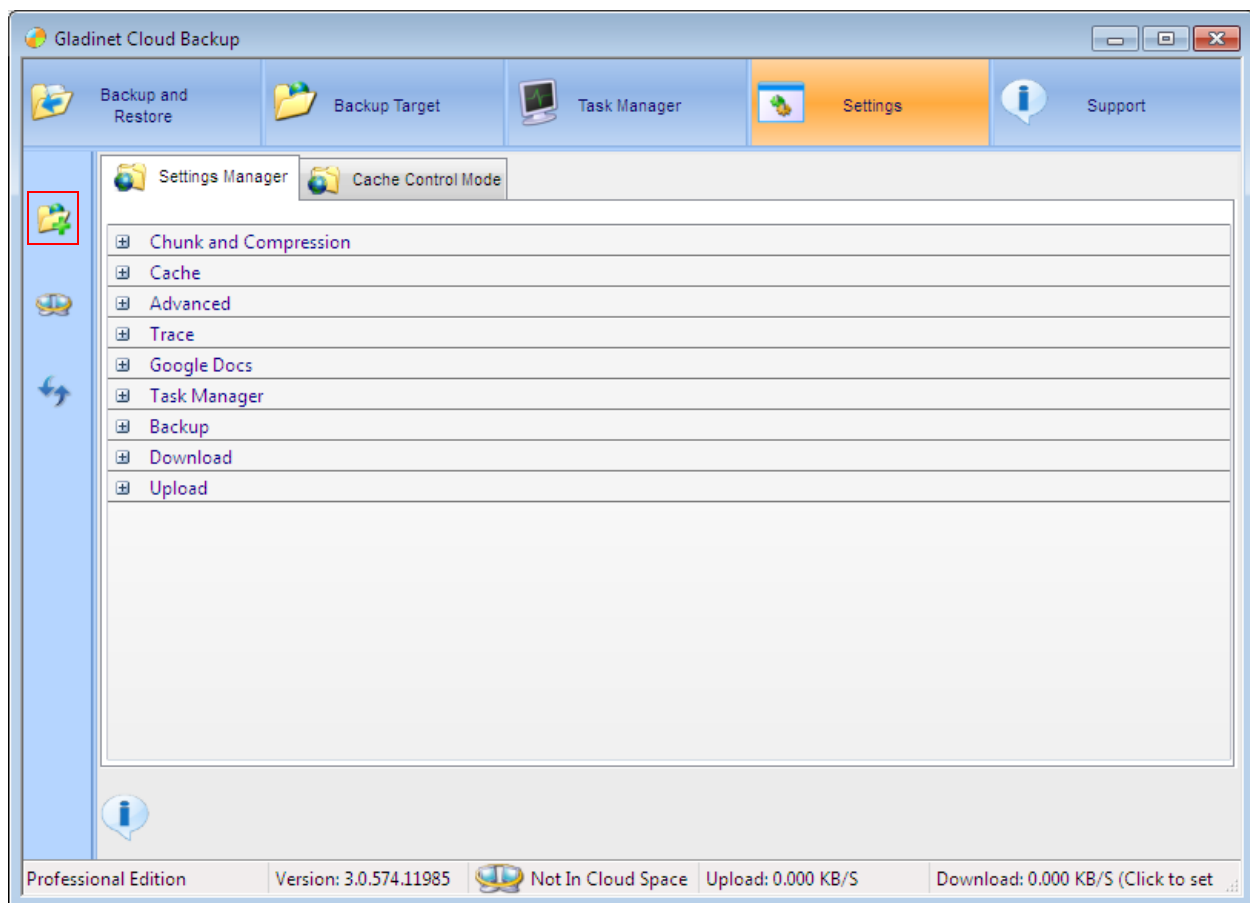 Gladinet Cloud Backup
Backup and
Restore
Backup Target
Task Manager
Settings
Support
Settings Manager
Cache Control Mode
Chunk and Compression
Cache
Advanced
Trace
Google Docs
Task Manager
Backup
Download
Upload
Professional Edition
Version: 3.0.574.11985
Not In Cloud Space
Upload: 0.000 KB/S
Download: 0.000 KB/S (Click to set